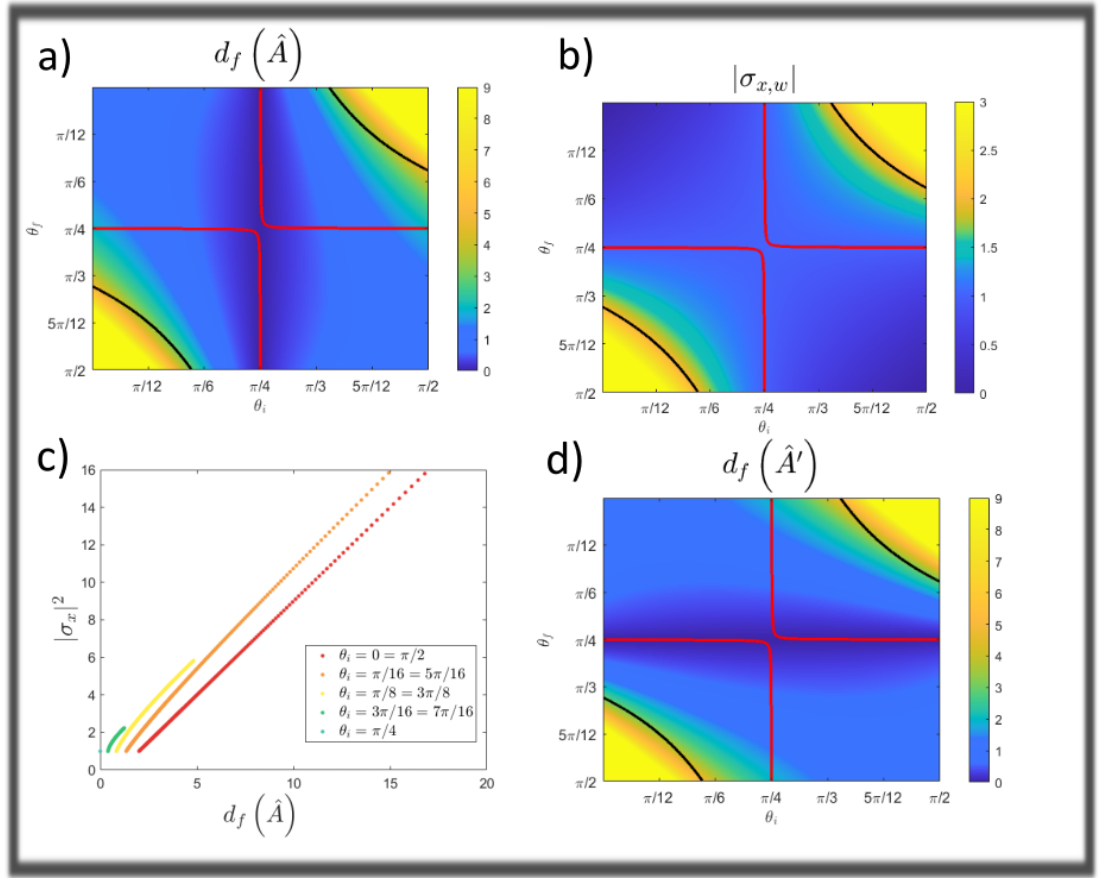 a)
d_f (Â)
9
8
7
6
5
4
3
2
1
0
θ_f
π/12
π/6
π/4
π/3
5π/12
π/2
π/12 π/6 π/4 π/3 5π/12 π/2
θ_i
b)
|σ_{x,w}|
3
2.5
2
1.5
1
0.5
0
θ_f
π/12
π/6
π/4
π/3
5π/12
π/2
π/12 π/6 π/4 π/3 5π/12 π/2
θ_i
c)
|σ_x|^2
16
14
12
10
8
6
4
2
0
0 5 10 15 20
d_f (Â)
θ_i = 0 = π/2
θ_i = π/16 = 5π/16
θ_i = π/8 = 3π/8
θ_i = 3π/16 = 7π/16
θ_i = π/4
d)
d_f (Â′)
9
8
7
6
5
4
3
2
1
0
θ_f
π/12
π/6
π/4
π/3
5π/12
π/2
π/12 π/6 π/4 π/3 5π/12 π/2
θ_i